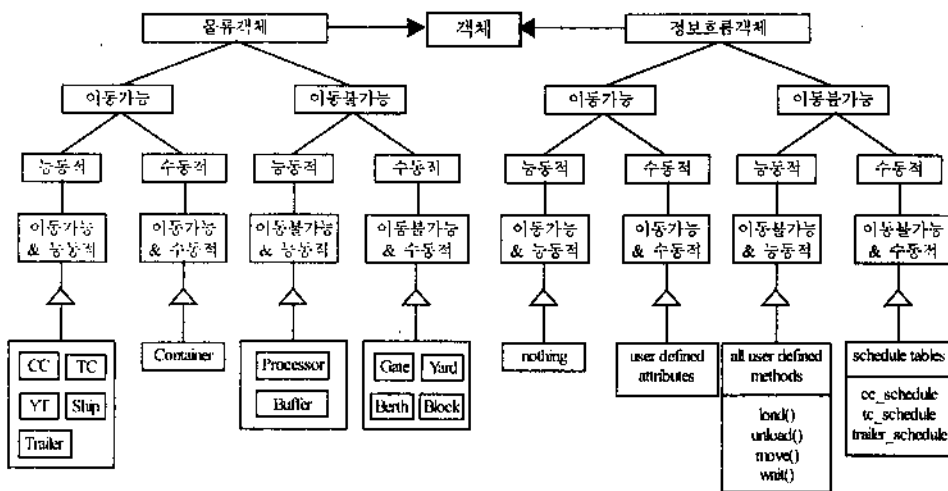 물류객체 객체 정보흐름객체
이동가능 이동불가능 이동가능 이동불가능
능동적 수동적 능동적 수동적 능동적 수동적 능동적 수동적
이동가능 이동가능 이동불가능 이동불가능 이동가능 이동가능 이동불가능 이동불가능
& 능동적 & 수동적 & 능동적 & 수동적 & 능동적 & 수동적 & 능동적 & 수동적
CC TC
YT Ship
Trailer
Container
Processor
Buffer
Gate Yard
Berth Block
nothing
user defined
attributes
all user defined
methods
load()
unload()
move()
wait()
schedule tables
cc_schedule
tc_schedule
trailer_schedule